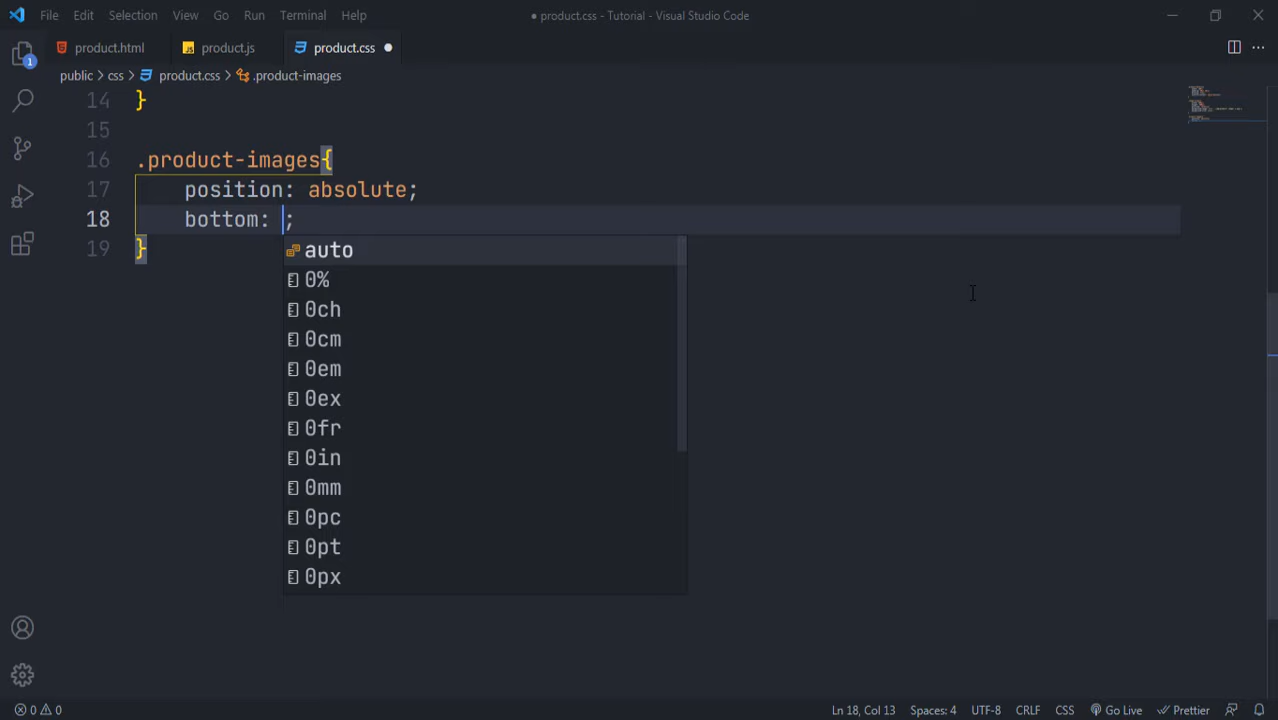 File Edit Selection View Go Run Terminal Help
● product.css - Tutorial - Visual Studio Code
product.html
JS product.js
product.css
1
public > css > product.css > .product-images
14 }
15
16 .product-images{
17 position: absolute;
18 bottom: ;
19 }
auto
0%
0ch
0cm
0em
0ex
0fr
0in
0mm
0pc
0pt
0px
0 0
Ln 18, Col 13 Spaces: 4 UTF-8 CRLF CSS Go Live Prettier